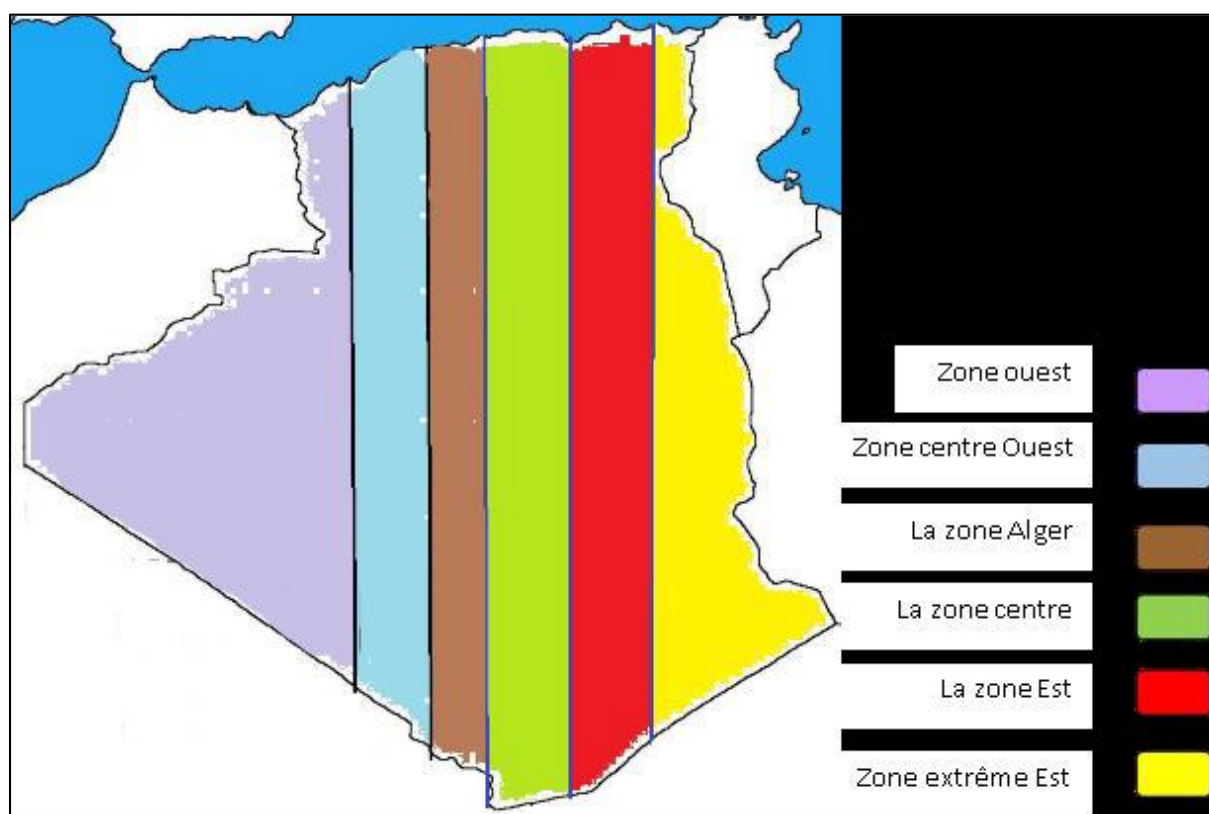 Zone ouest
Zone centre Ouest
La zone Alger
La zone centre
La zone Est
Zone extrême Est